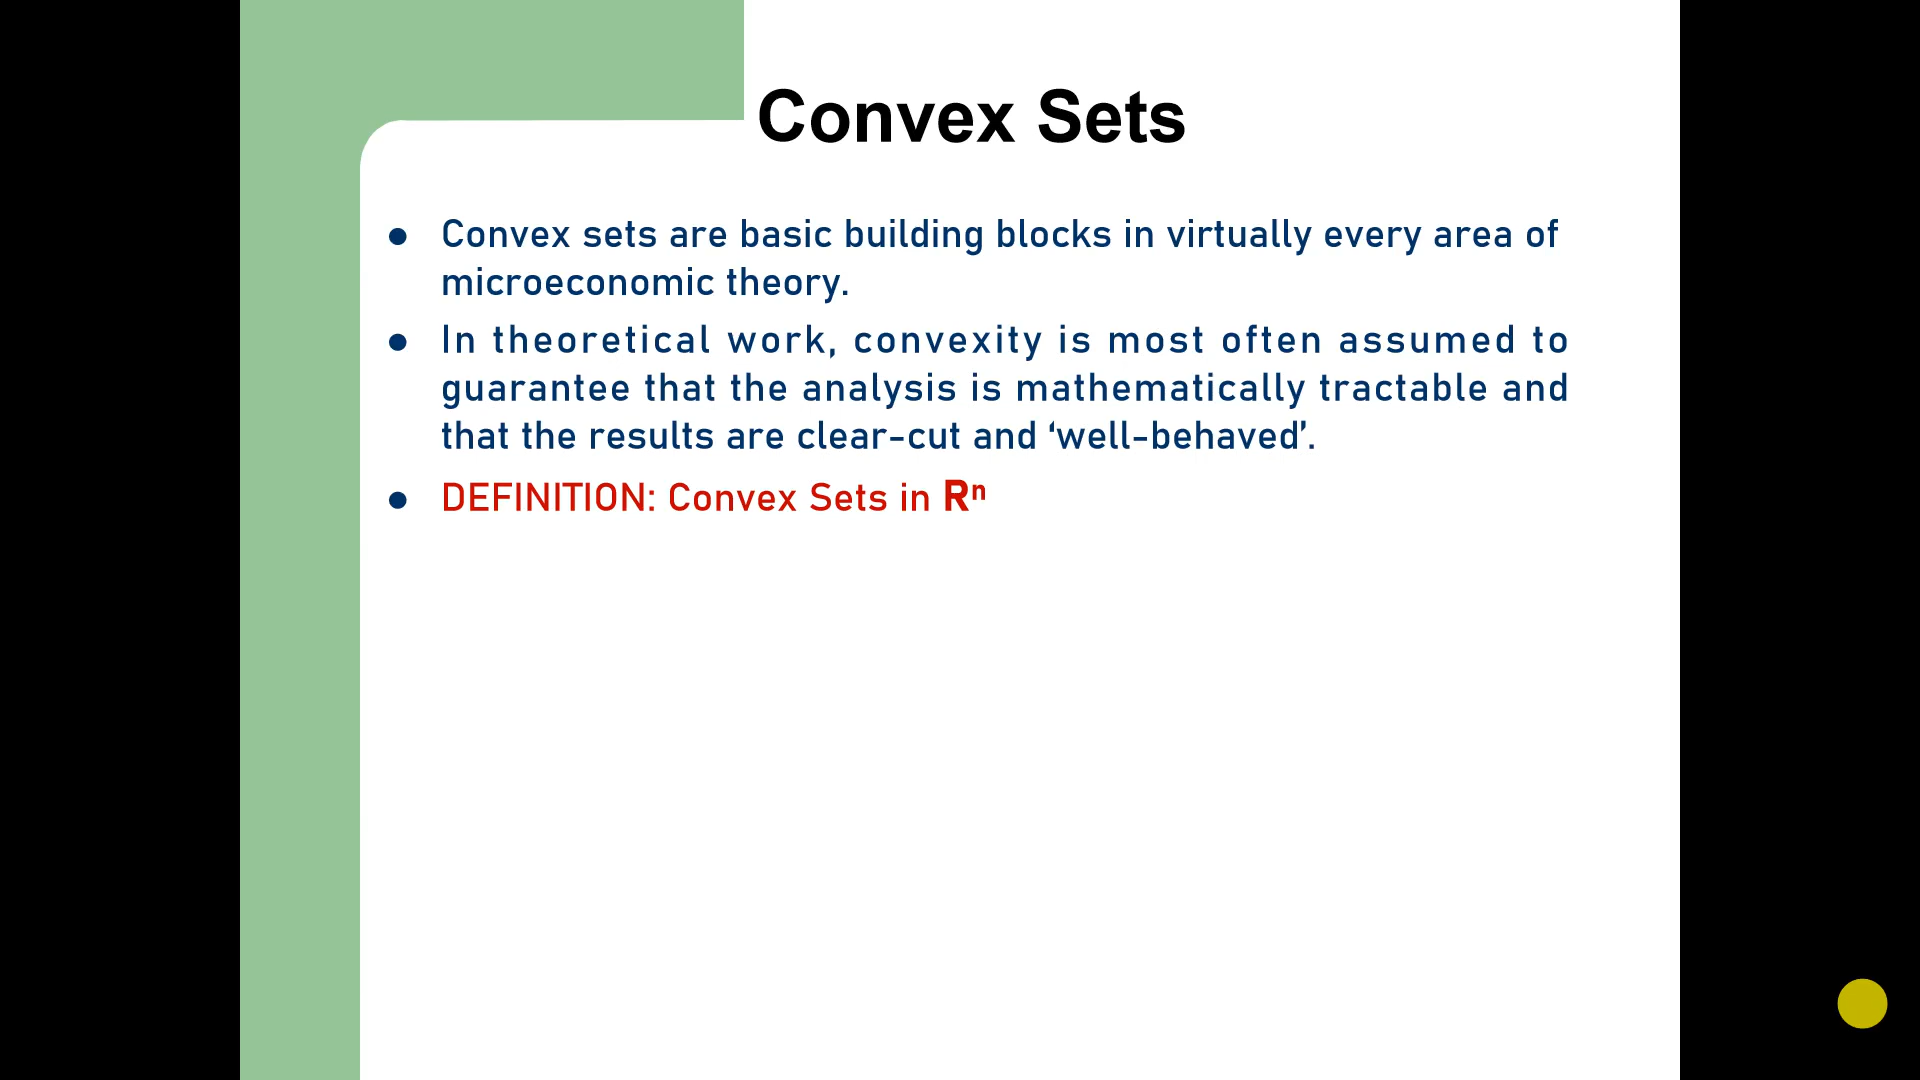 Convex Sets
● Convex sets are basic building blocks in virtually every area of
microeconomic theory.
● In theoretical work, convexity is most often assumed to
guarantee that the analysis is mathematically tractable and
that the results are clear-cut and ‘well-behaved’.
● DEFINITION: Convex Sets in Rⁿ